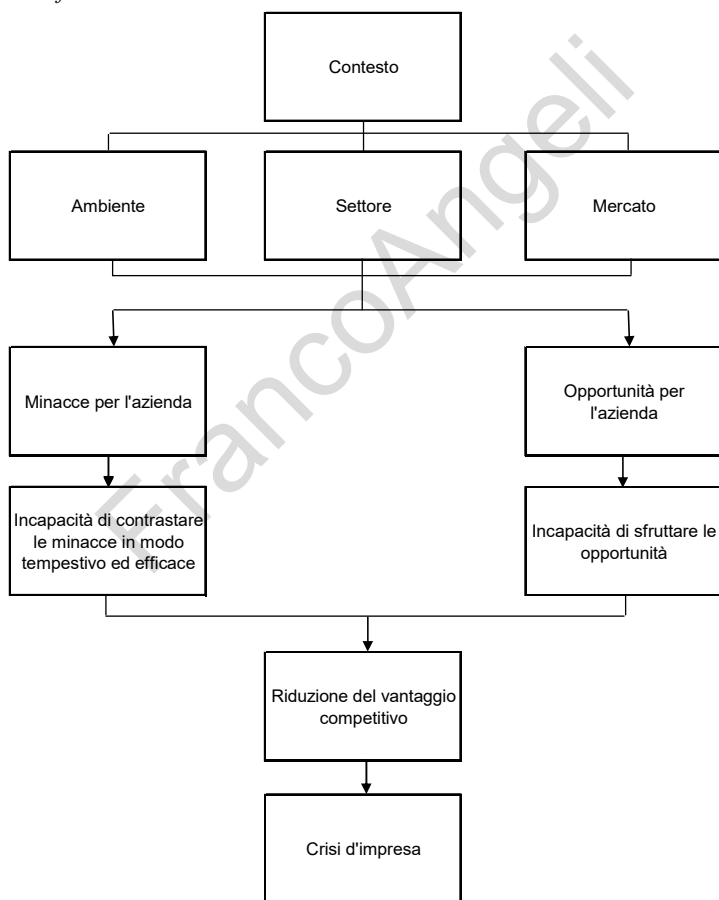 Contesto
Ambiente
Settore
Mercato
Minacce per l'azienda
Opportunità per
l'azienda
Incapacità di contrastare
le minacce in modo
tempestivo ed efficace
Incapacità di sfruttare le
opportunità
Riduzione del vantaggio
competitivo
Crisi d'impresa
FrancoAngeli